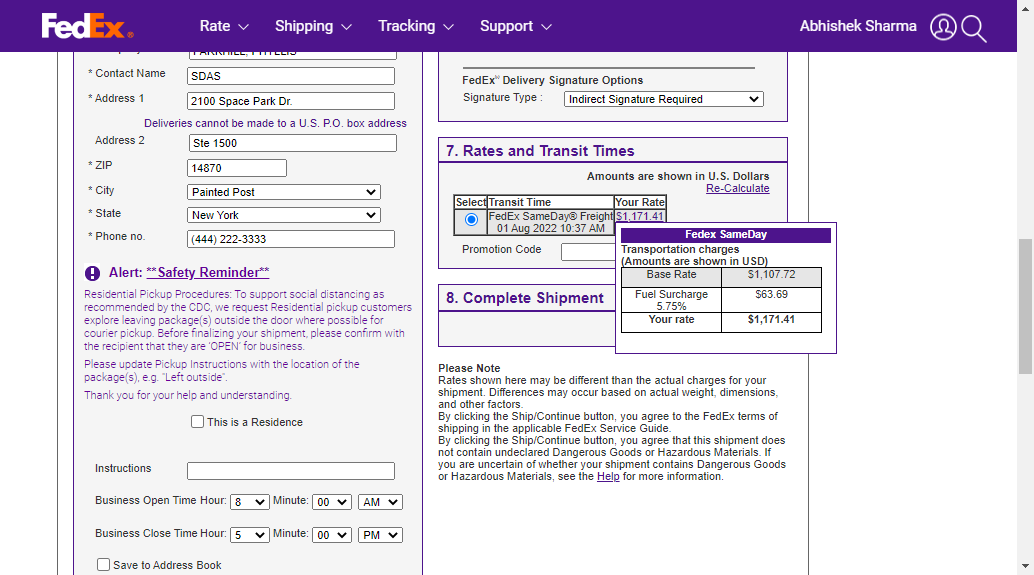 FedEx®
Rate
Shipping
Tracking
Support
Abhishek Sharma
PARKHILL, PHYLLIS
* Contact Name
SDAS
* Address 1
2100 Space Park Dr.
Deliveries cannot be made to a U.S. P.O. box address
Address 2
Ste 1500
* ZIP
14870
* City
Painted Post
* State
New York
* Phone no.
(444) 222-3333
Alert: **Safety Reminder**
Residential Pickup Procedures: To support social distancing as
recommended by the CDC, we request Residential pickup customers
explore leaving package(s) outside the door where possible for
courier pickup. Before finalizing your shipment, please confirm with
the recipient that they are 'OPEN' for business.
Please update Pickup Instructions with the location of the
package(s), e.g. "Left outside".
Thank you for your help and understanding.
This is a Residence
Instructions
Business Open Time Hour: 8 Minute: 00 AM
Business Close Time Hour: 5 Minute: 00 PM
Save to Address Book
FedEx® Delivery Signature Options
Signature Type : Indirect Signature Required
7. Rates and Transit Times
Amounts are shown in U.S. Dollars
Re-Calculate
Select Transit Time Your Rate
FedEx SameDay® Freight $1,171.41
01 Aug 2022 10:37 AM
Promotion Code
Fedex SameDay
Transportation charges
(Amounts are shown in USD)
Base Rate $1,107.72
Fuel Surcharge $63.69
5.75%
Your rate $1,171.41
8. Complete Shipment
Please Note
Rates shown here may be different than the actual charges for your
shipment. Differences may occur based on actual weight, dimensions,
and other factors.
By clicking the Ship/Continue button, you agree to the FedEx terms of
shipping in the applicable FedEx Service Guide.
By clicking the Ship/Continue button, you agree that this shipment does
not contain undeclared Dangerous Goods or Hazardous Materials. If
you are uncertain of whether your shipment contains Dangerous Goods
or Hazardous Materials, see the Help for more information.